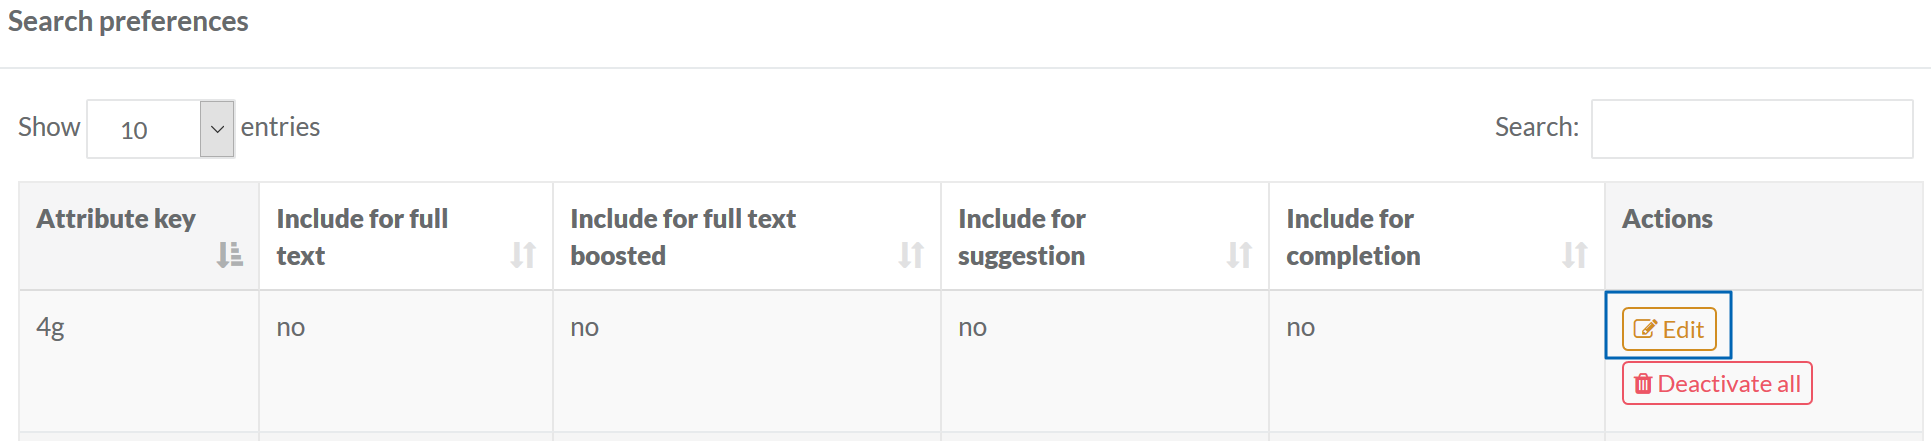 Search preferences
Show 10 entries Search:
Attribute key Include for full text Include for full text boosted Include for suggestion Include for completion Actions
4g no no no no Edit
Deactivate all